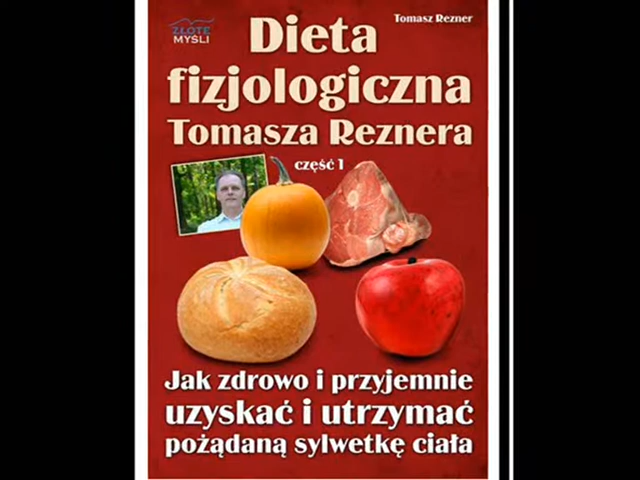 ZŁOTE
MYŚLI
Tomasz Rezner
Dieta
fizjologiczna
Tomasza Reznera
część 1
Jak zdrowo i przyjemnie
uzyskać i utrzymać
pożądaną sylwetkę ciała